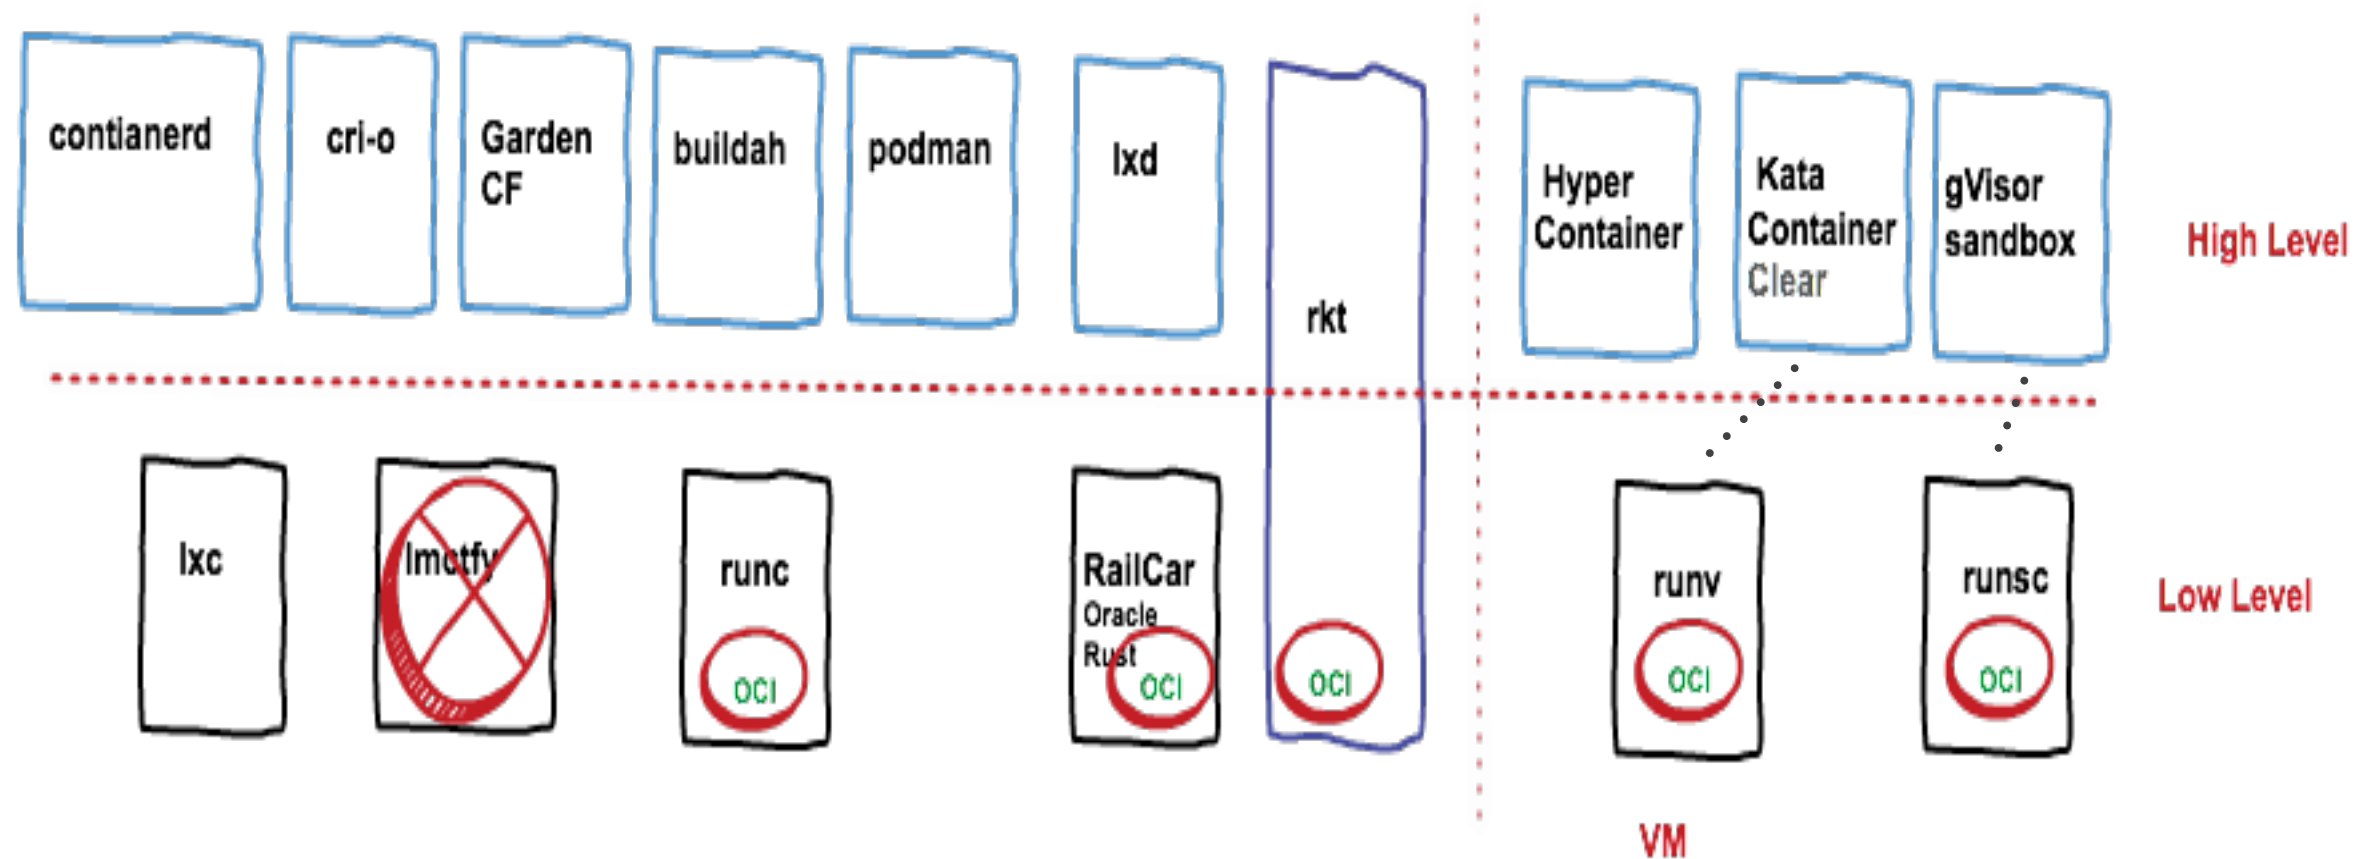 contianerd
cri-o
Garden
CF
buildah
podman
lxd
rkt
Hyper
Container
Kata
Container
Clear
gVisor
sandbox
High Level
lxc
lmctfy
runc
OCI
RailCar
Oracle
Rust
OCI
OCI
runv
OCI
runsc
OCI
Low Level
VM